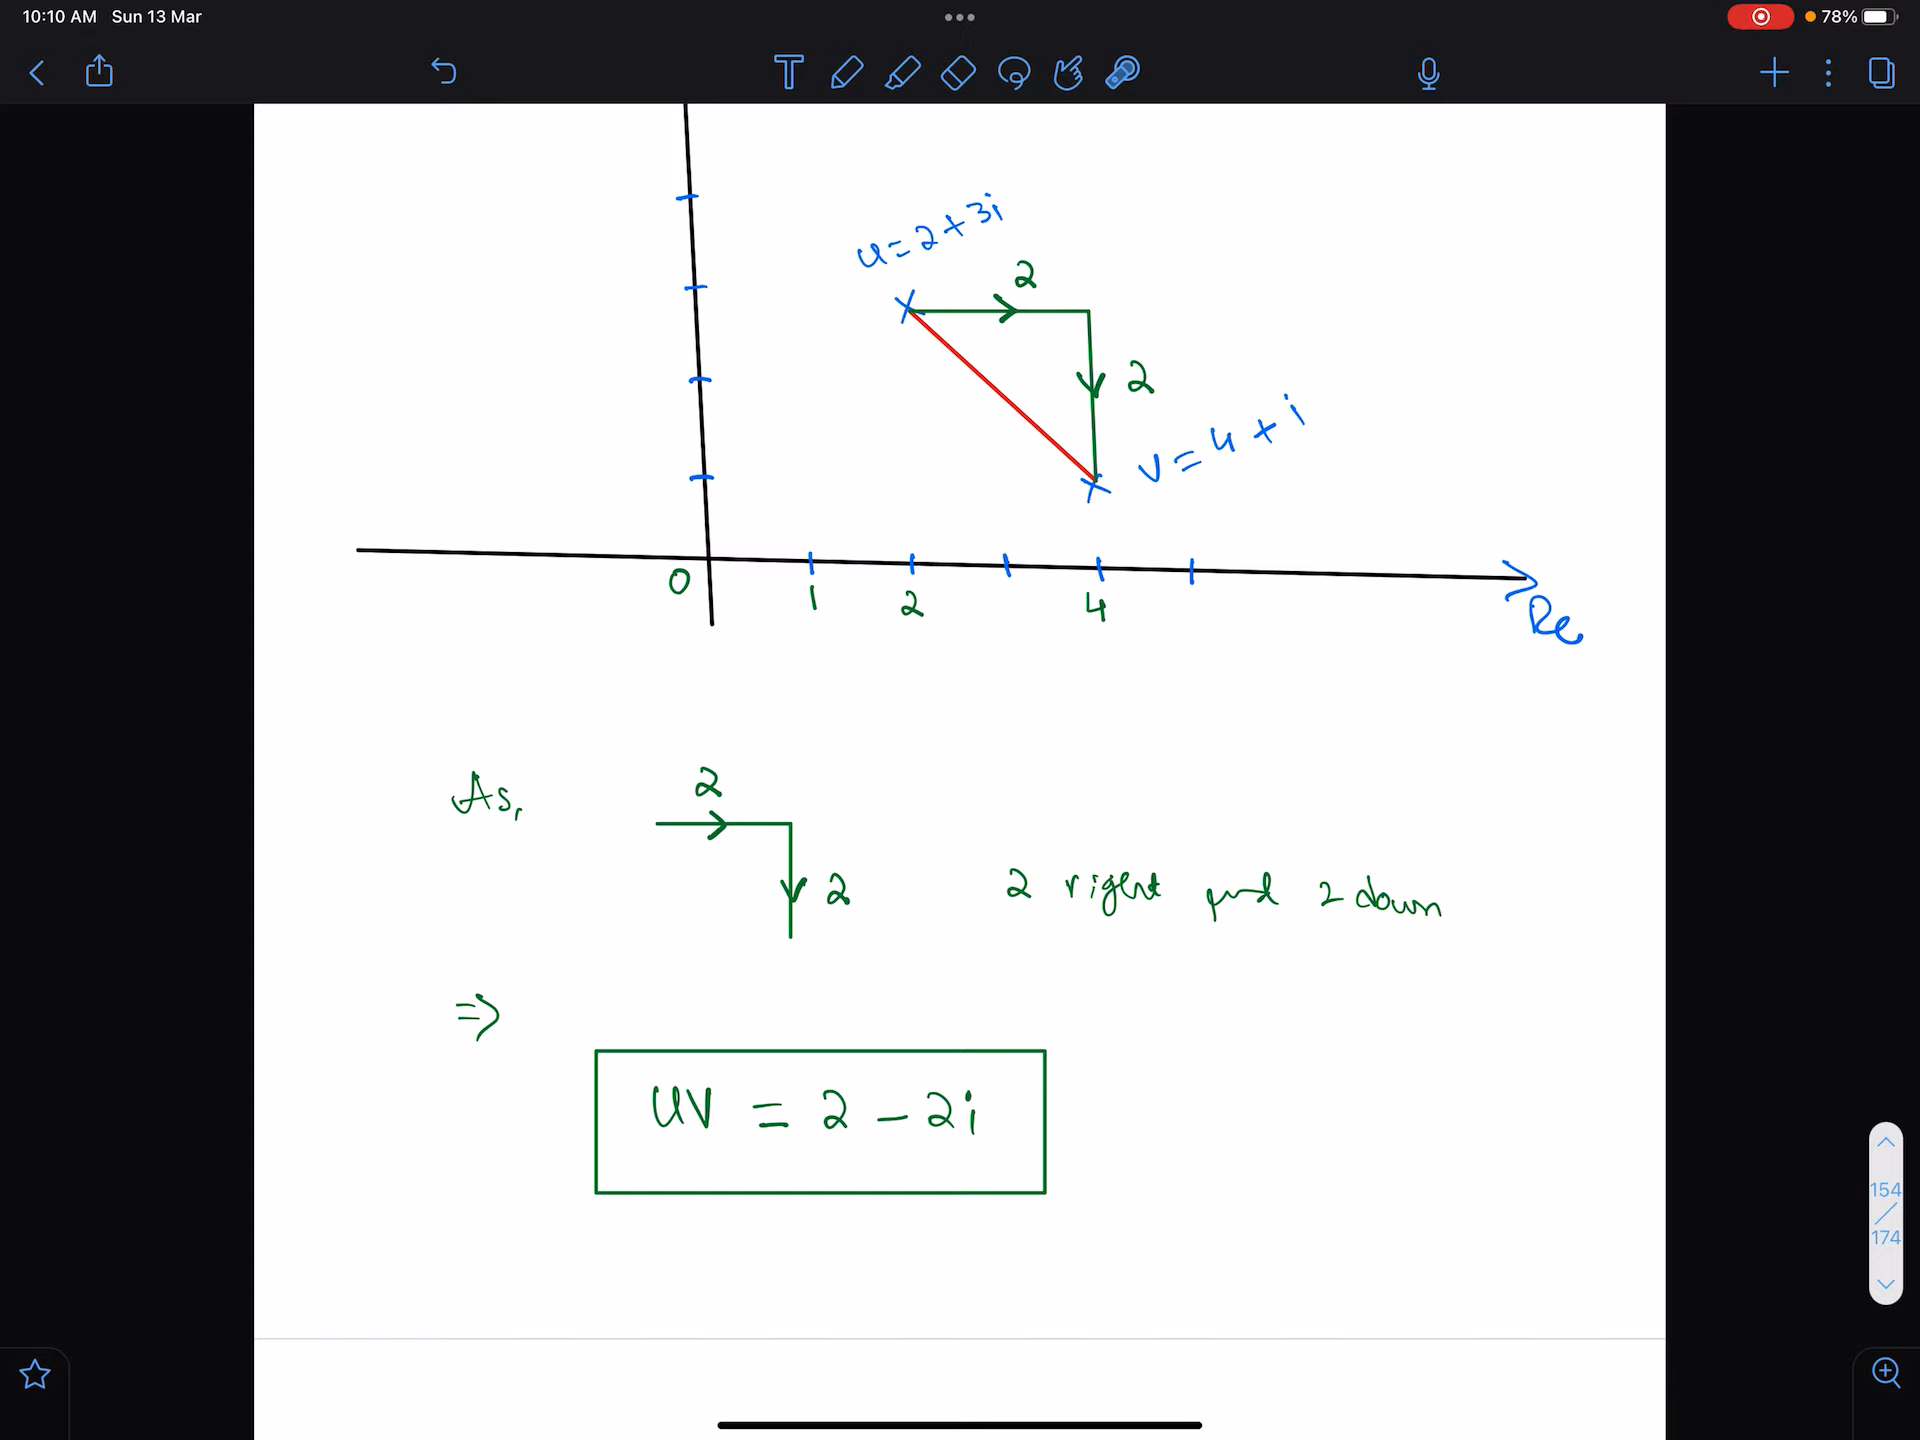 10:10 AM Sun 13 Mar
78%
u = 2 + 3i
2
2
v = 4 + i
0
1
2
4
Re
As,
2
2
2 right and 2 down
⇒
UV = 2 - 2i
154
/
174